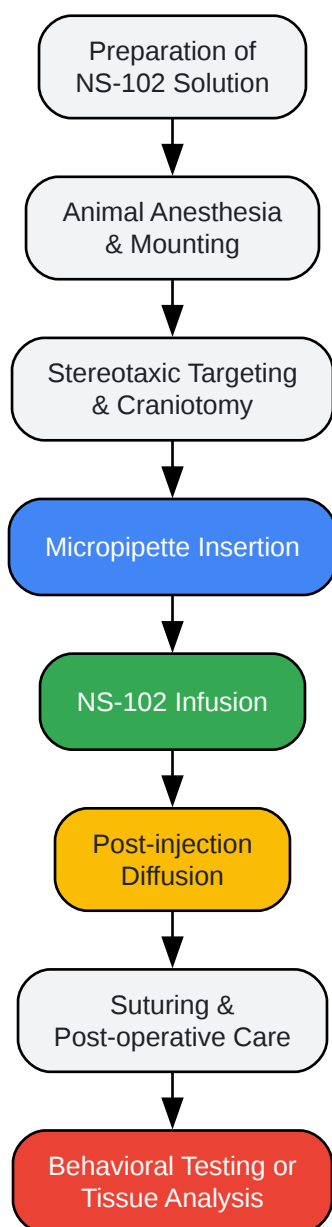 Preparation of
NS-102 Solution
Animal Anesthesia
& Mounting
Stereotaxic Targeting
& Craniotomy
Micropipette Insertion
NS-102 Infusion
Post-injection
Diffusion
Suturing &
Post-operative Care
Behavioral Testing or
Tissue Analysis